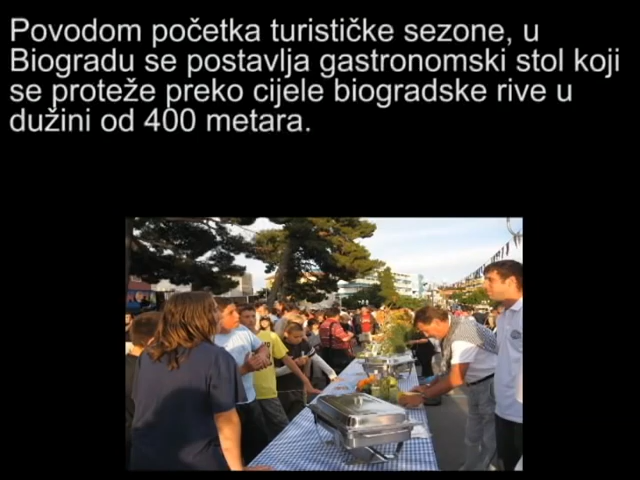 Povodom početka turističke sezone, u
Biogradu se postavlja gastronomski stol koji
se proteže preko cijele biogradske rive u
dužini od 400 metara.